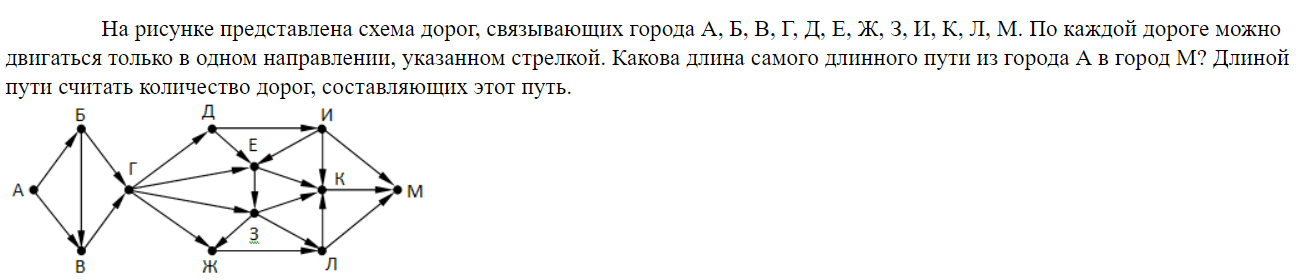 На рисунке представлена схема дорог, связывающих города А, Б, В, Г, Д, Е, Ж, З, И, К, Л, М. По каждой дороге можно
двигаться только в одном направлении, указанном стрелкой. Какова длина самого длинного пути из города А в город М? Длиной
пути считать количество дорог, составляющих этот путь.
Б Д И
Е
Г
А К М
З
В Ж Л